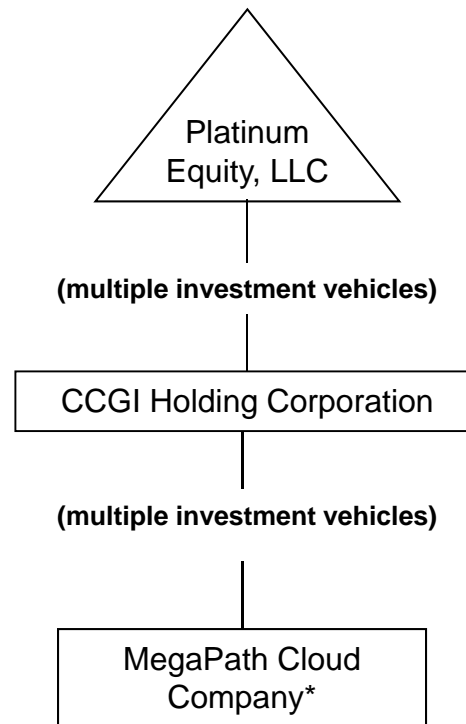 Platinum
Equity, LLC
(multiple investment vehicles)
CCGI Holding Corporation
(multiple investment vehicles)
MegaPath Cloud
Company*